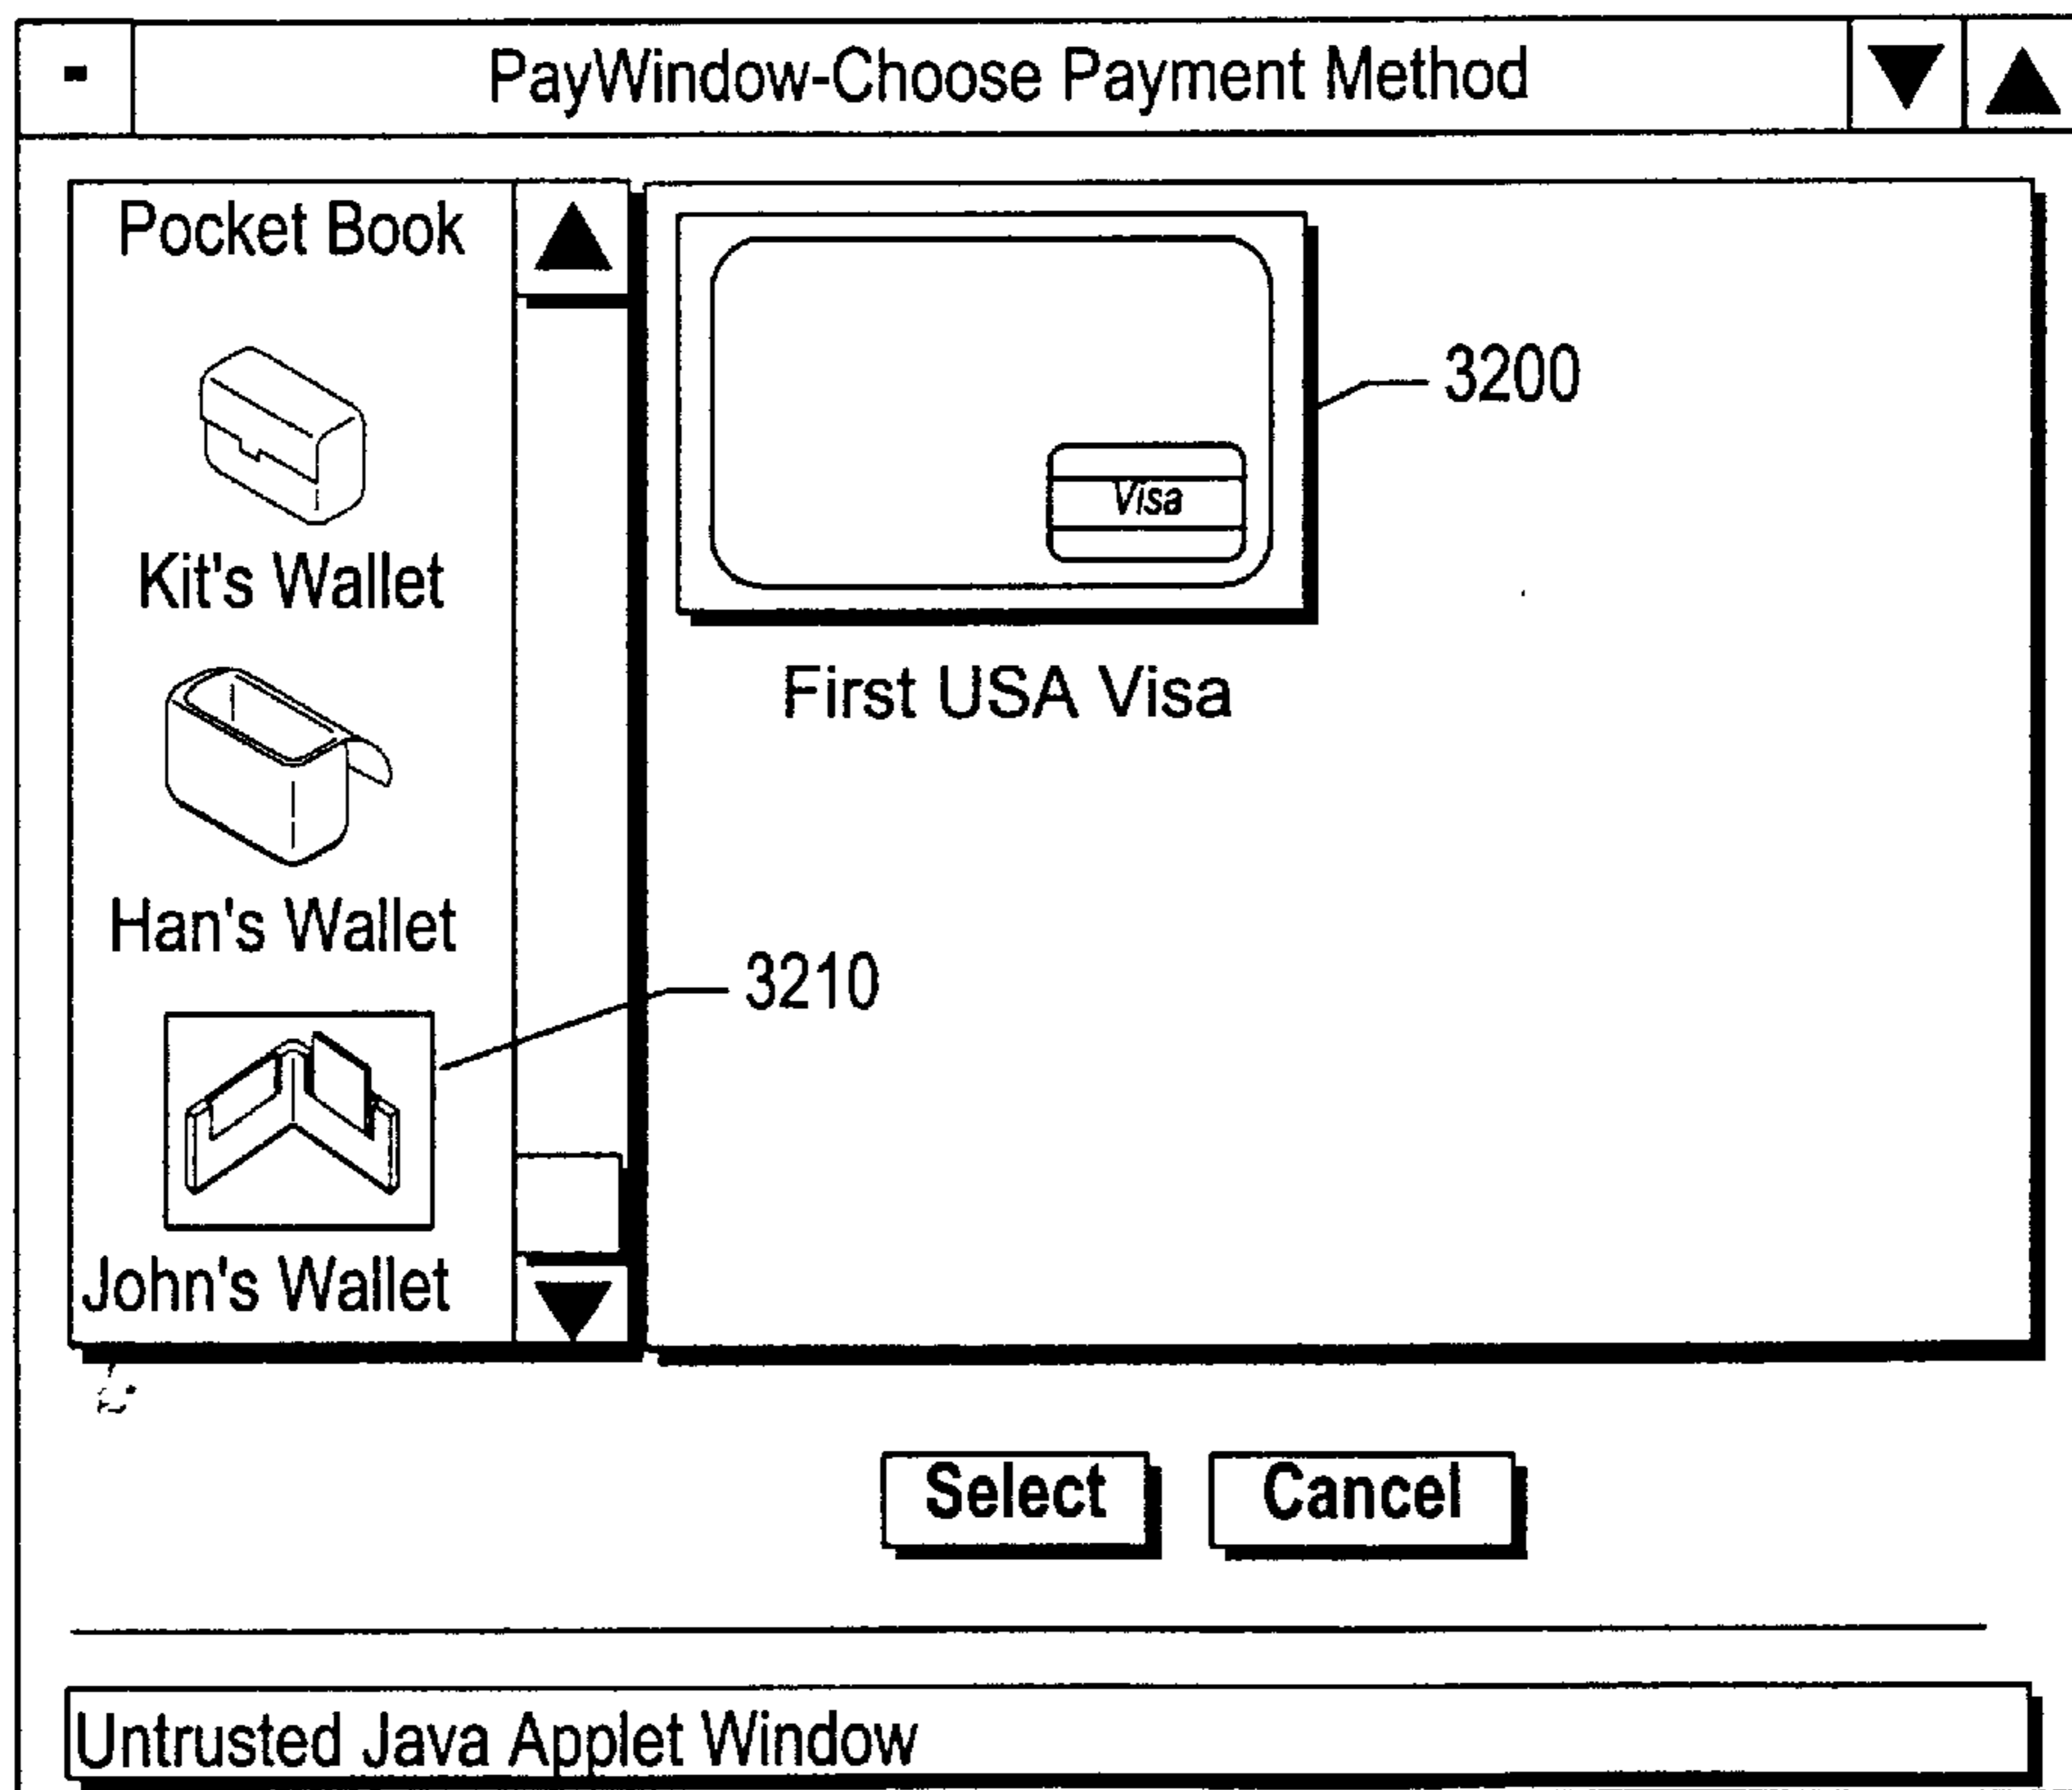 PayWindow-Choose Payment Method
Pocket Book
Kit's Wallet
Han's Wallet
John's Wallet
Visa
3200
First USA Visa
3210
Select
Cancel
Untrusted Java Applet Window